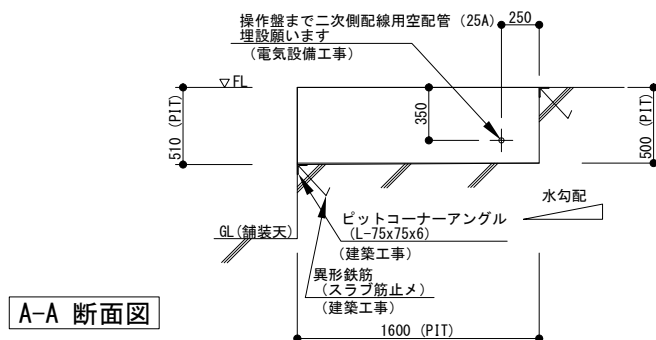 操作盤まで二次側配線用空配管 (25A)
埋設願います
(電気設備工事)
250
▽FL
350
510 (PIT)
500 (PIT)
水勾配
GL(舗装天)
ピットコーナーアングル
(L-75x75x6)
(建築工事)
異形鉄筋
(スラブ筋止メ)
(建築工事)
A-A 断面図
1600 (PIT)